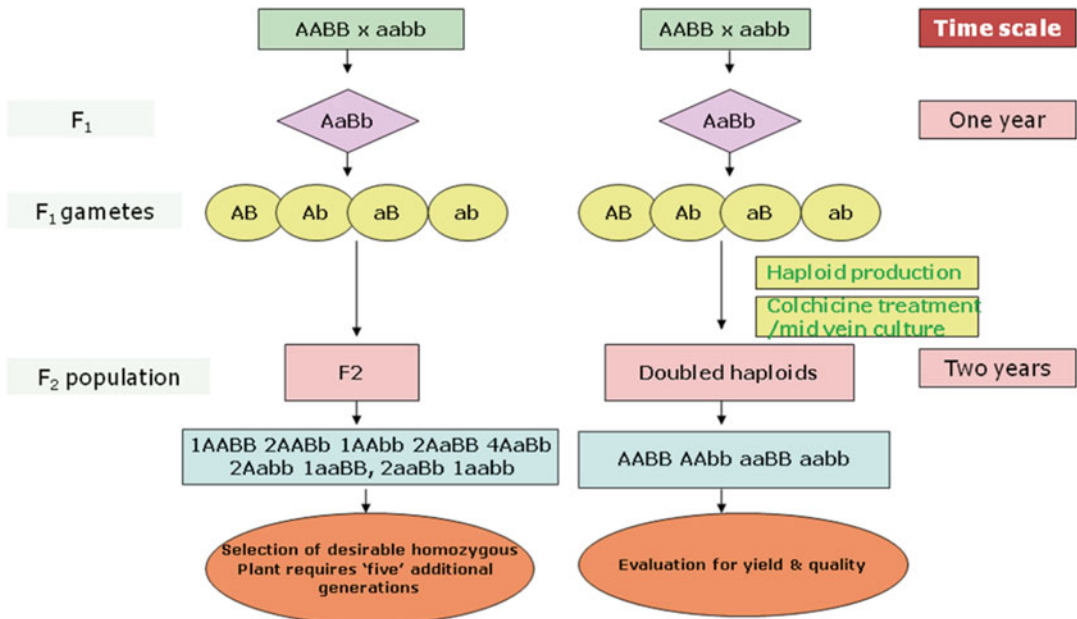 AABB x aabb
AABB x aabb
Time scale
F₁
AaBb
AaBb
One year
F₁ gametes
AB Ab aB ab
AB Ab aB ab
Haploid production
Colchicine treatment
/mid vein culture
F₂ population
F2
Doubled haploids
Two years
1AABB 2AABb 1AAbb 2AaBB 4AaBb
2Aabb 1aaBB, 2aaBb 1aabb
AABB AAbb aaBB aabb
Selection of desirable homozygous
Plant requires ‘five’ additional
generations
Evaluation for yield & quality